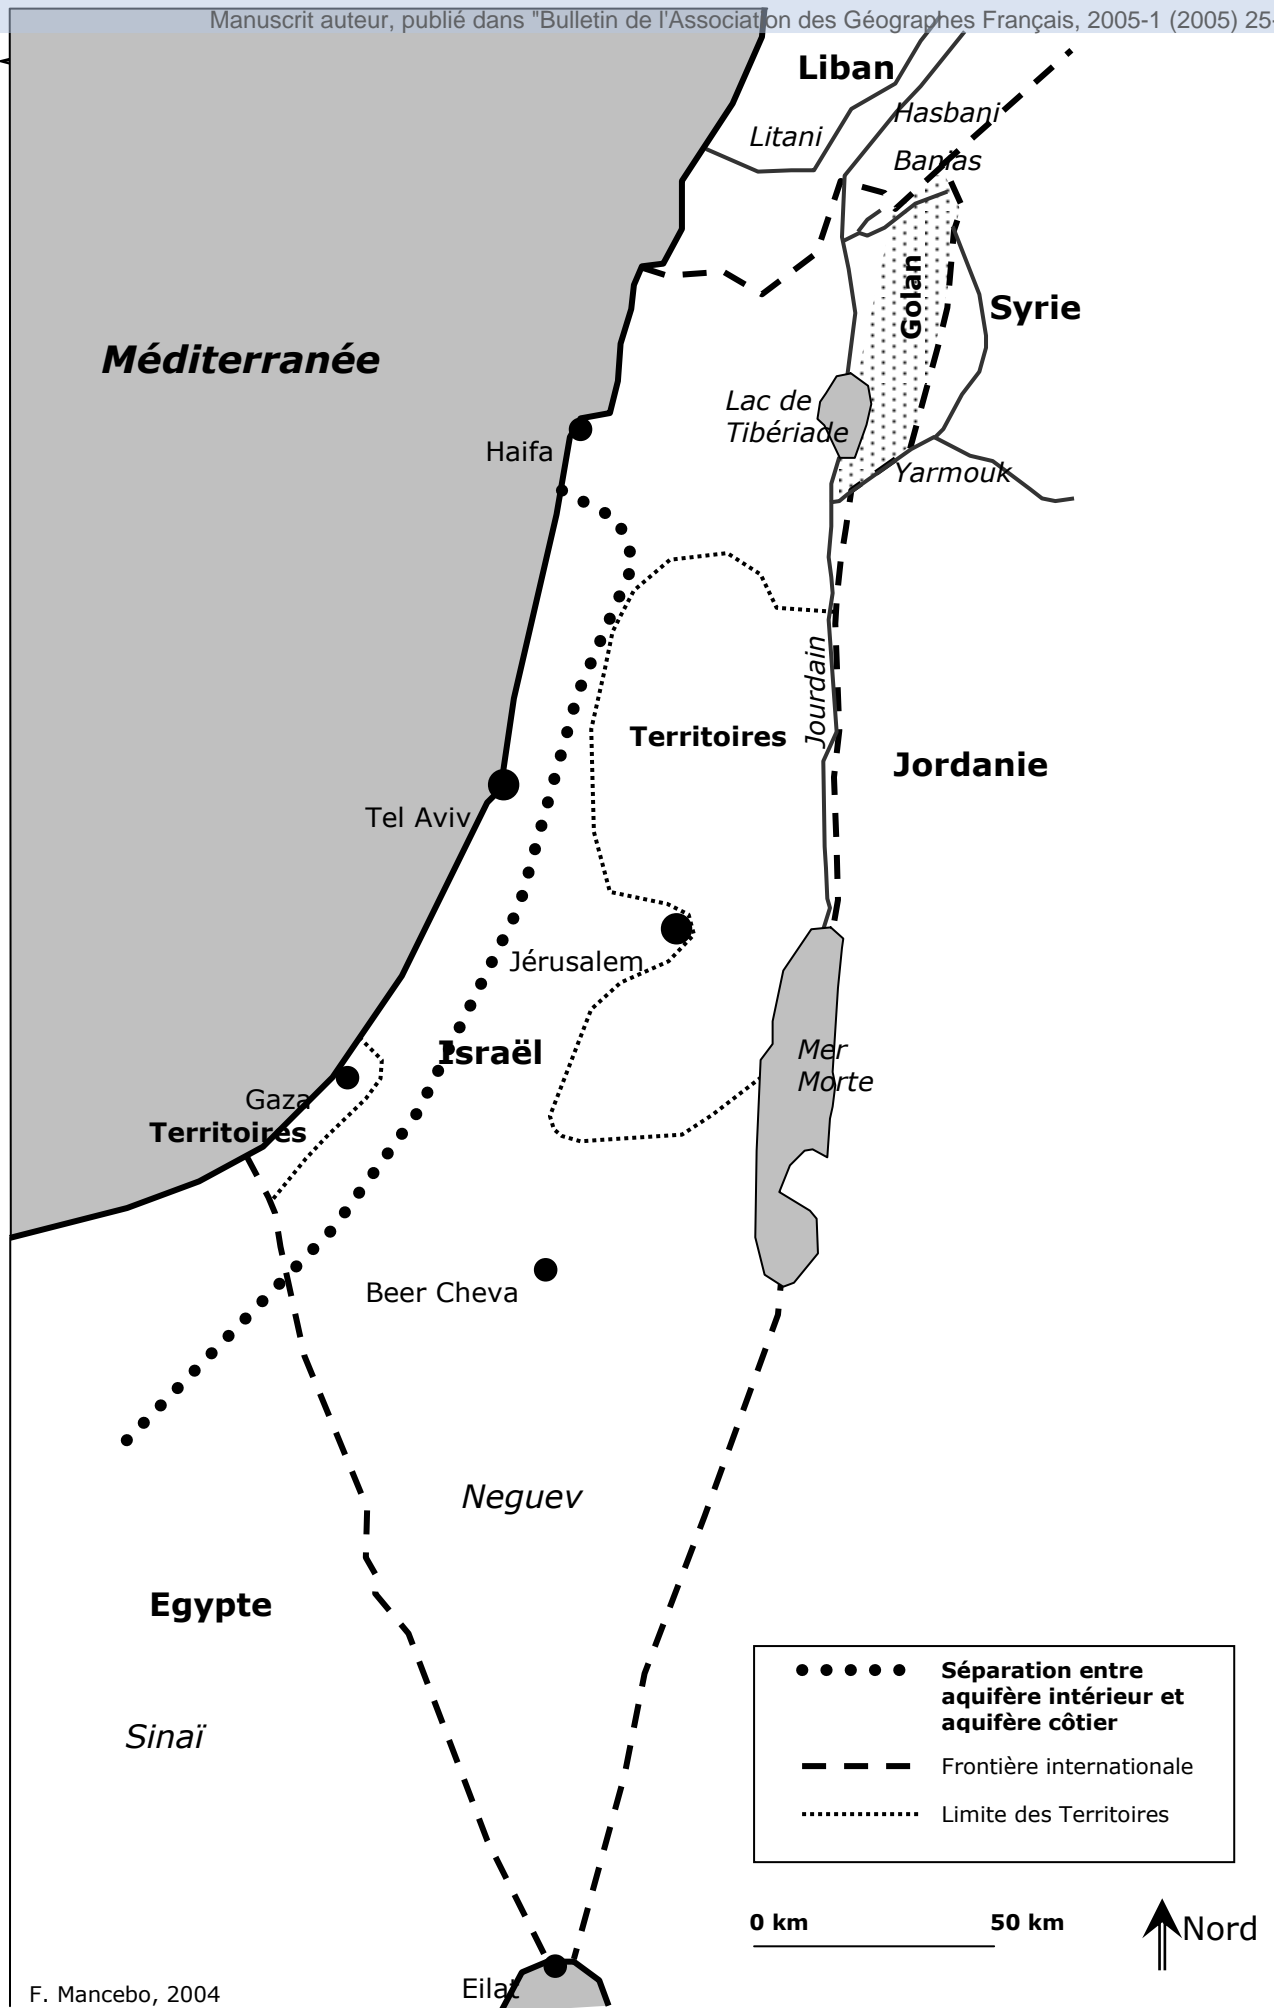 Manuscrit auteur, publié dans "Bulletin de l'Association des Géographes Français, 2005-1 (2005) 25-
Liban
Hasbani
Litani
Banias
Golan
Syrie
Méditerranée
Lac de
Tibériade
Haifa
Yarmouk
Jourdain
Territoires
Jordanie
Tel Aviv
Jérusalem
Israël
Mer
Morte
Gaza
Territoires
Beer Cheva
Neguev
Egypte
Sinaï
Séparation entre
aquifère intérieur et
aquifère côtier
Frontière internationale
Limite des Territoires
0 km 50 km
Nord
Eilat
F. Mancebo, 2004